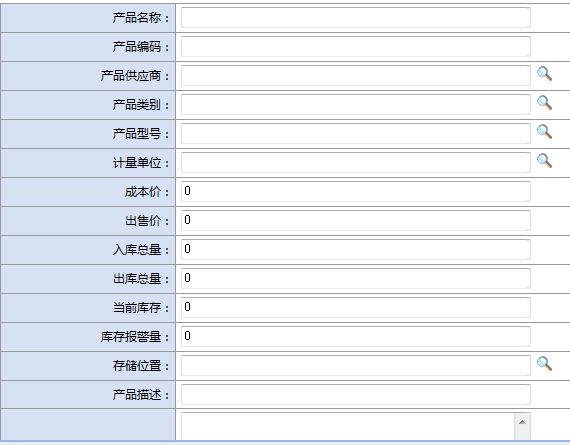 产品名称：
产品编码：
产品供应商：
产品类别：
产品型号：
计量单位：
成本价： 0
出售价： 0
入库总量： 0
出库总量： 0
当前库存： 0
库存报警量： 0
存储位置：
产品描述：